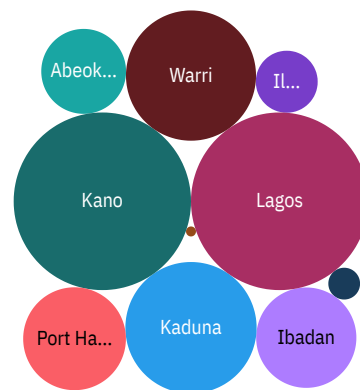 Abeok...
Warri
Il...
Kano
Lagos
Port Ha...
Kaduna
Ibadan